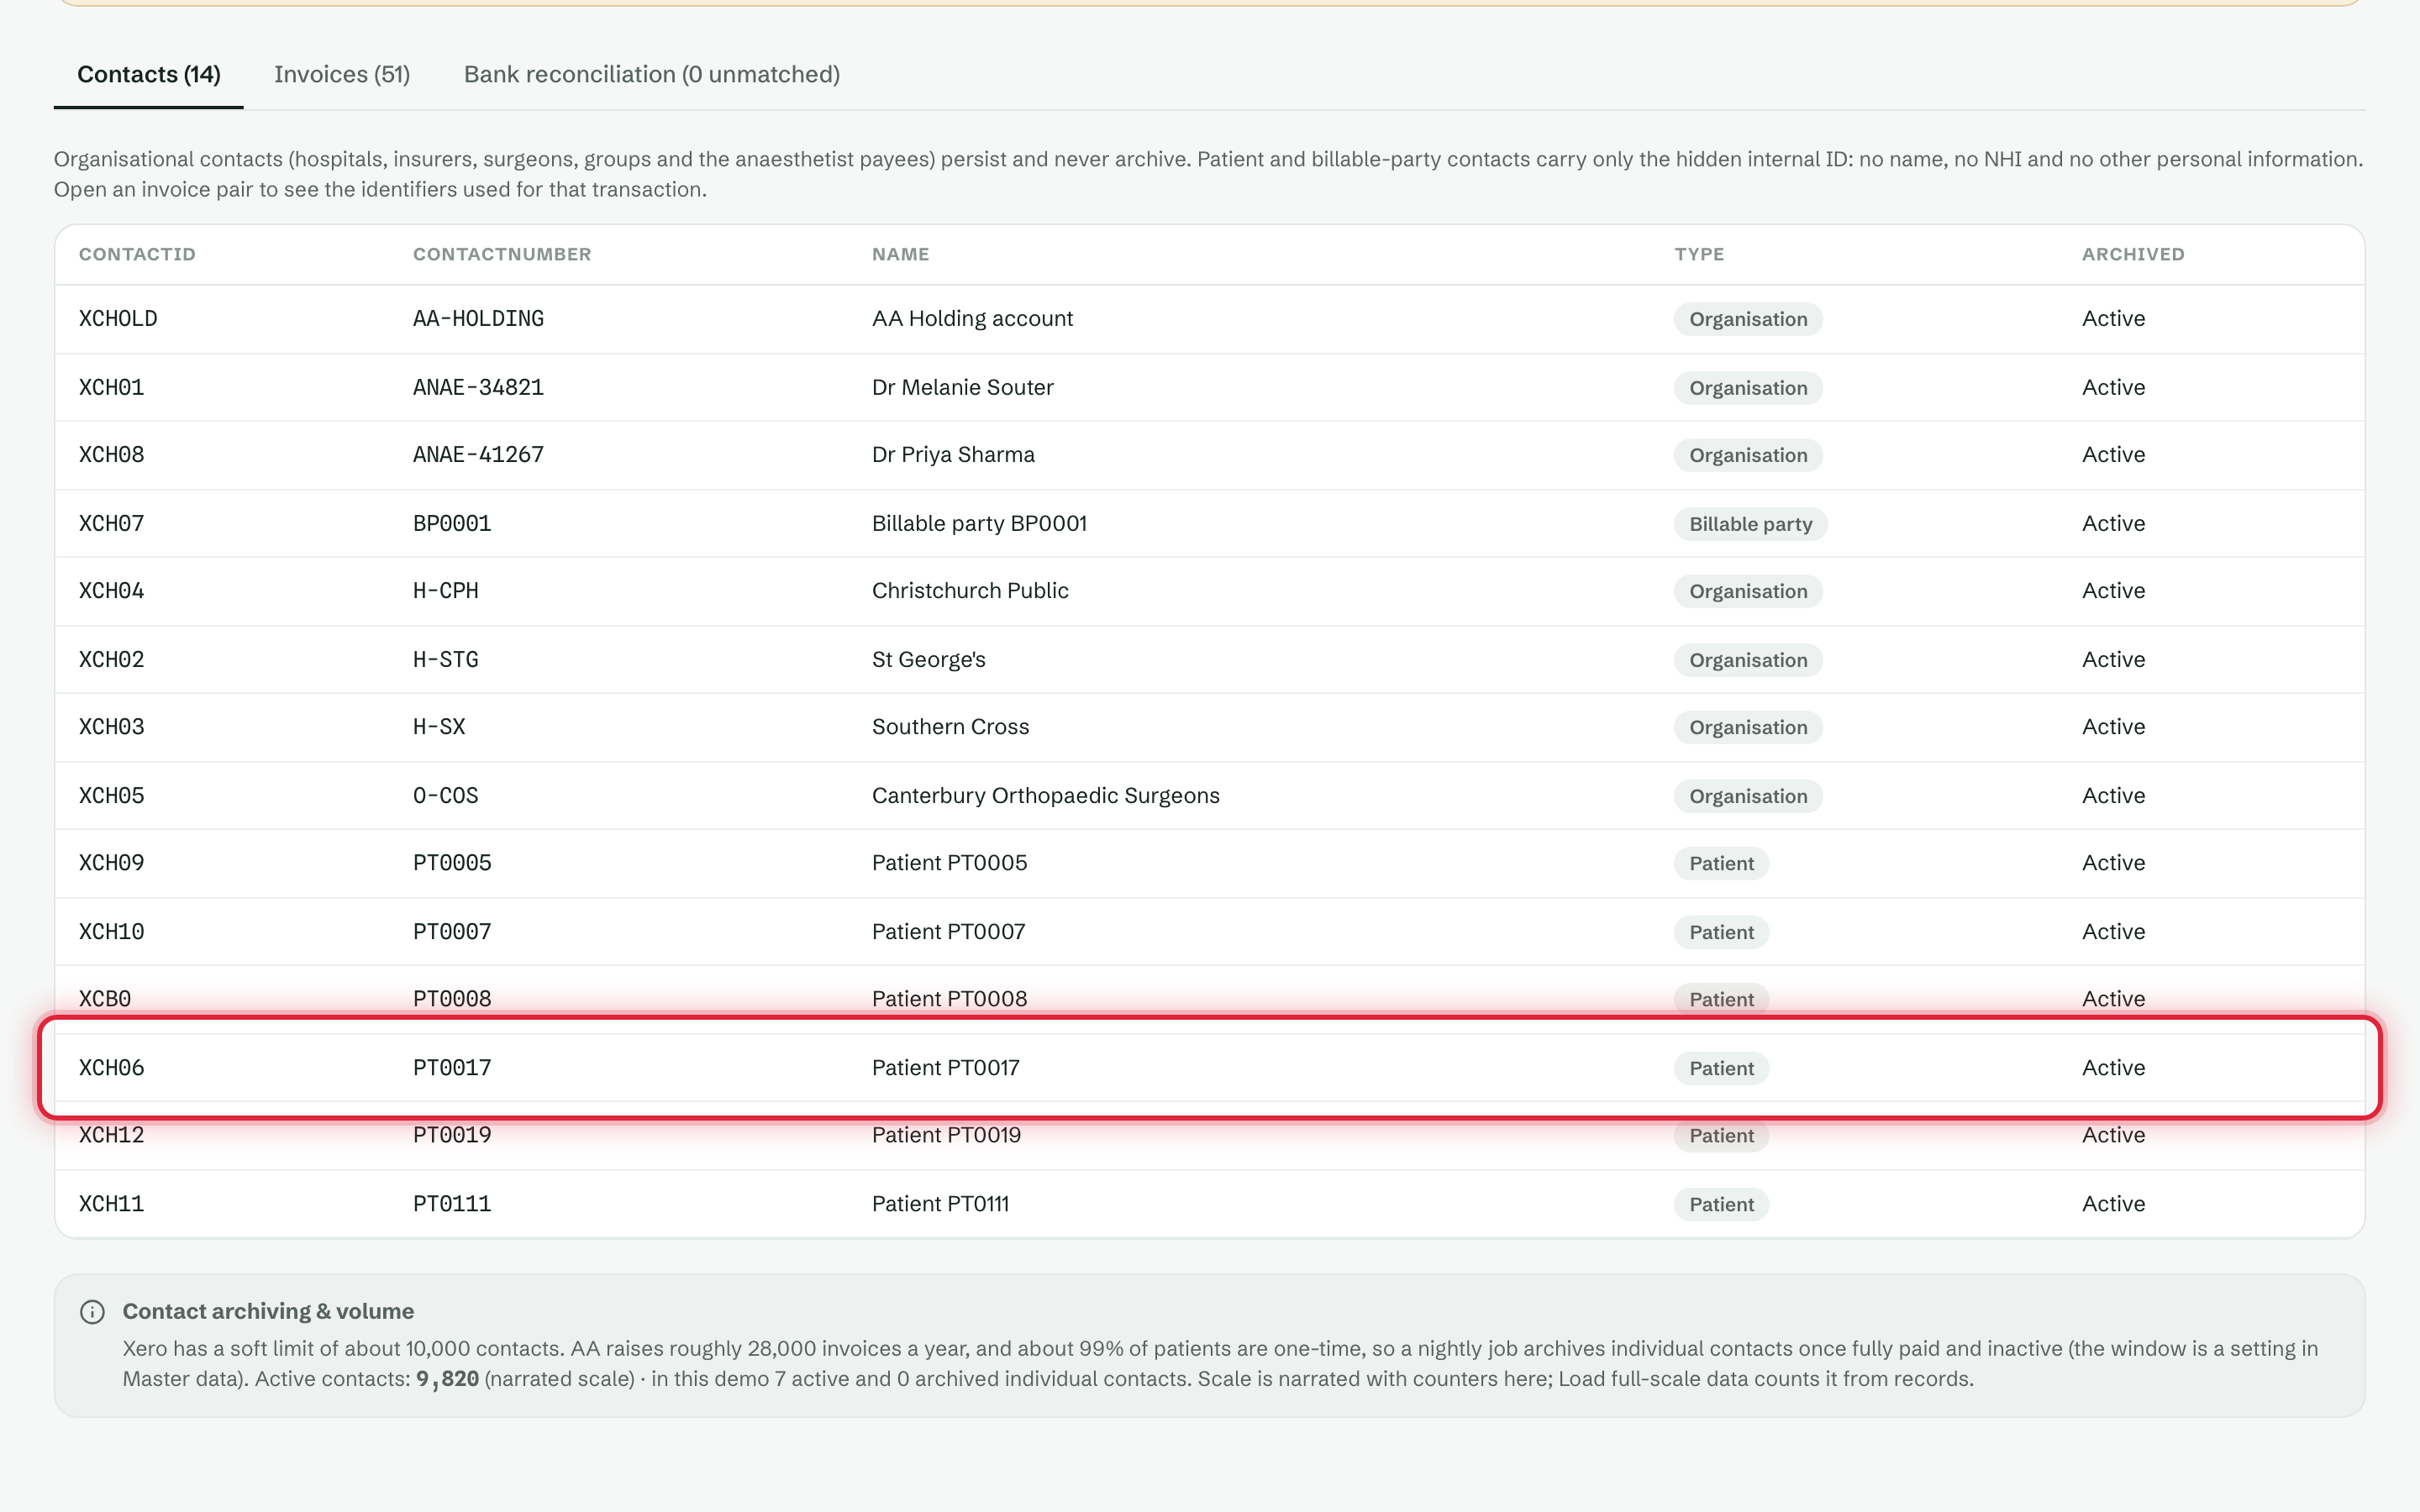 Contacts (14) Invoices (51) Bank reconciliation (0 unmatched)
Organisational contacts (hospitals, insurers, surgeons, groups and the anaesthetist payees) persist and never archive. Patient and billable-party contacts carry only the hidden internal ID: no name, no NHI and no other personal information.
Open an invoice pair to see the identifiers used for that transaction.
CONTACTID CONTACTNUMBER NAME TYPE ARCHIVED
XCHOLD AA-HOLDING AA Holding account Organisation Active
XCH01 ANAE-34821 Dr Melanie Souter Organisation Active
XCH08 ANAE-41267 Dr Priya Sharma Organisation Active
XCH07 BP0001 Billable party BP0001 Billable party Active
XCH04 H-CPH Christchurch Public Organisation Active
XCH02 H-STG St George's Organisation Active
XCH03 H-SX Southern Cross Organisation Active
XCH05 O-COS Canterbury Orthopaedic Surgeons Organisation Active
XCH09 PT0005 Patient PT0005 Patient Active
XCH10 PT0007 Patient PT0007 Patient Active
XCB0 PT0008 Patient PT0008 Patient Active
XCH06 PT0017 Patient PT0017 Patient Active
XCH12 PT0019 Patient PT0019 Patient Active
XCH11 PT0111 Patient PT0111 Patient Active
Contact archiving & volume
Xero has a soft limit of about 10,000 contacts. AA raises roughly 28,000 invoices a year, and about 99% of patients are one-time, so a nightly job archives individual contacts once fully paid and inactive (the window is a setting in
Master data). Active contacts: 9,820 (narrated scale) · in this demo 7 active and 0 archived individual contacts. Scale is narrated with counters here; Load full-scale data counts it from records.